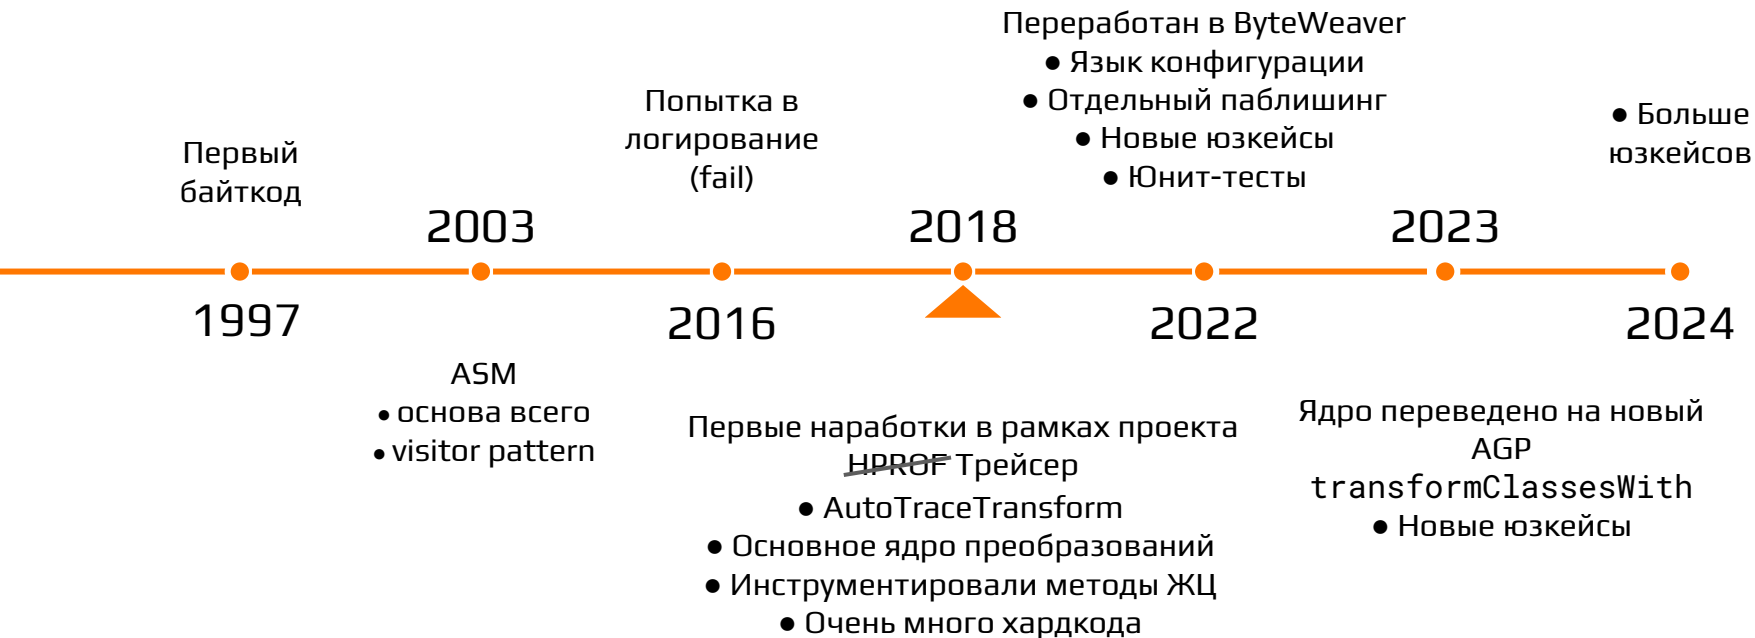 Первый
байткод
1997
2003
ASM
● основа всего
● visitor pattern
Попытка в
логирование
(fail)
2016
2018
Первые наработки в рамках проекта
HPROF Трейсер
● AutoTraceTransform
● Основное ядро преобразований
● Инструментировали методы ЖЦ
● Очень много хардкода
Переработан в ByteWeaver
● Язык конфигурации
● Отдельный паблишинг
● Новые юзкейсы
● Юнит-тесты
2022
2023
Ядро переведено на новый
AGP
transformClassesWith
● Новые юзкейсы
● Больше
юзкейсов
2024